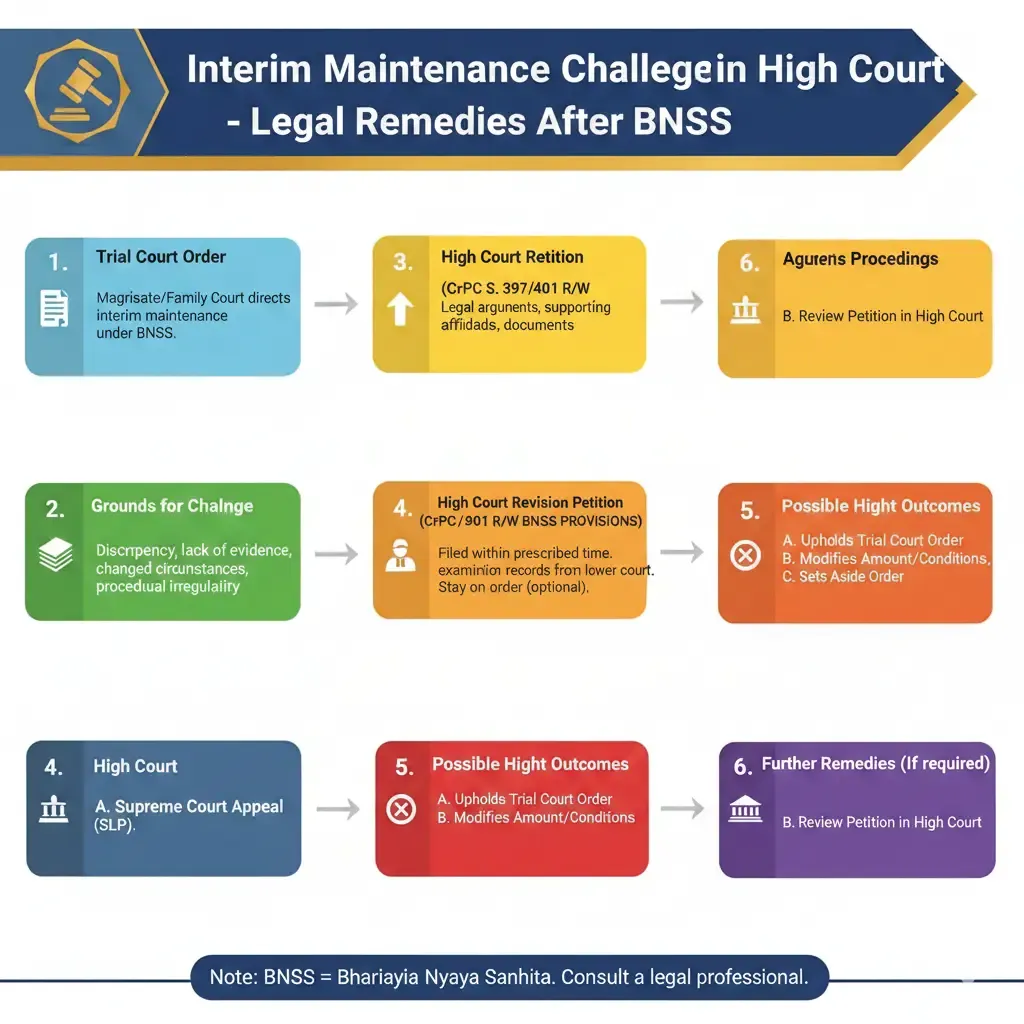 Interim Maintenance Challegein High Court
- Legal Remedies After BNSS
1.
Trial Court Order
Magrisate/Family Court directs
interim maintenance
under BNSS.
3.
High Court Retition
(CrPC S. 397/401 R/W
Legal argunents, supporting
affidads, documents
6.
Agurens Procedings
B. Review Petition in High Court
2.
Grounds for Chalnge
Discrnpency, lack of evidence,
changed circumstances,
procedual irregulality
4.
High Court Revision Petition
(CrPC/901 R/W BNSS PROVISIONS)
Filed within prescribed time.
examinion records from lower court.
Stay on order (optional).
5.
Possible Hight Outcomes
A. Upholds Trial Court Order
B. Modifies Amount/Conditions,
C. Sets Aside Order
4.
High Court
A. Supreme Court Appeal
(SLP).
5.
Possible Hight Outcomes
A. Upholds Trial Court Order
B. Modifies Amount/Conditions
6.
Further Remedies (If required)
B. Review Petition in High Court
Note: BNSS = Bhariayia Nyaya Sanhita. Consult a legal professional.